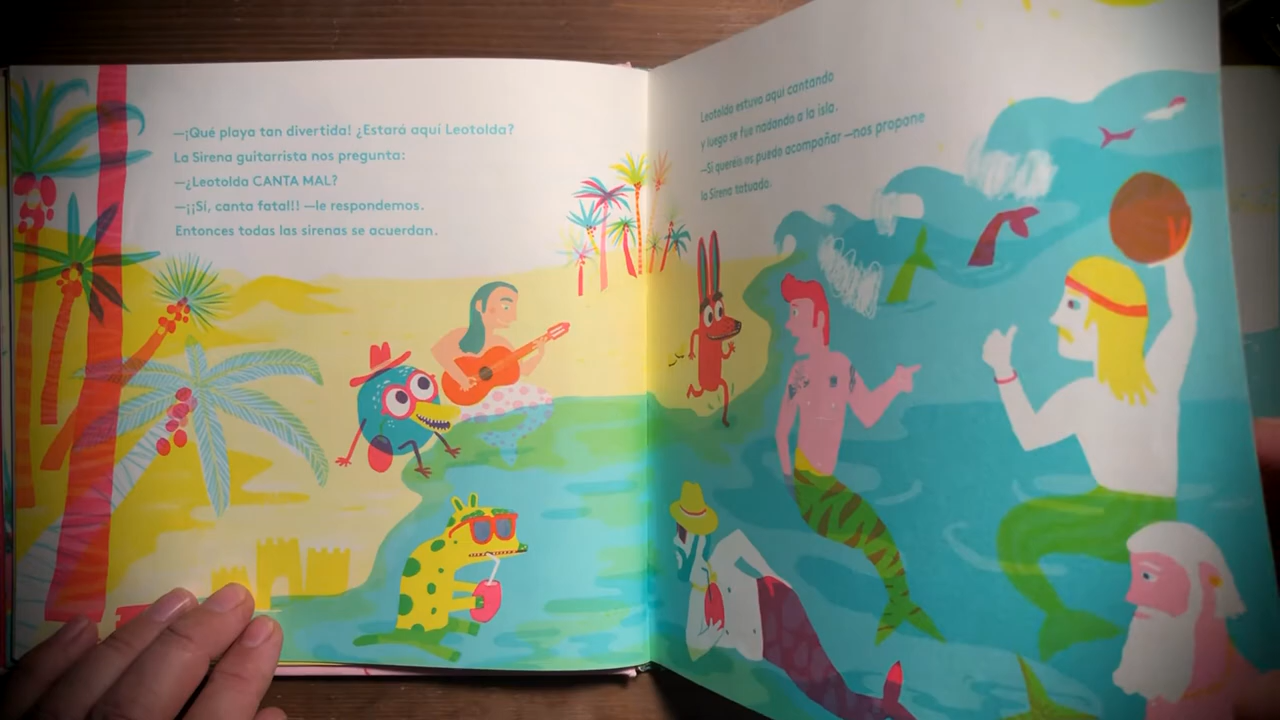 —¡Qué playa tan divertida! ¿Estará aquí Leotolda?
La Sirena guitarrista nos pregunta:
—¿Leotolda CANTA MAL?
—¡¡Sí, canta fatal!! —le respondemos.
Entonces todas las sirenas se acuerdan.
Leotolda estuvo aquí cantando
y luego se fue nadando a la isla.
—Si queréis os puedo acompañar —nos propone
la Sirena tatuada.